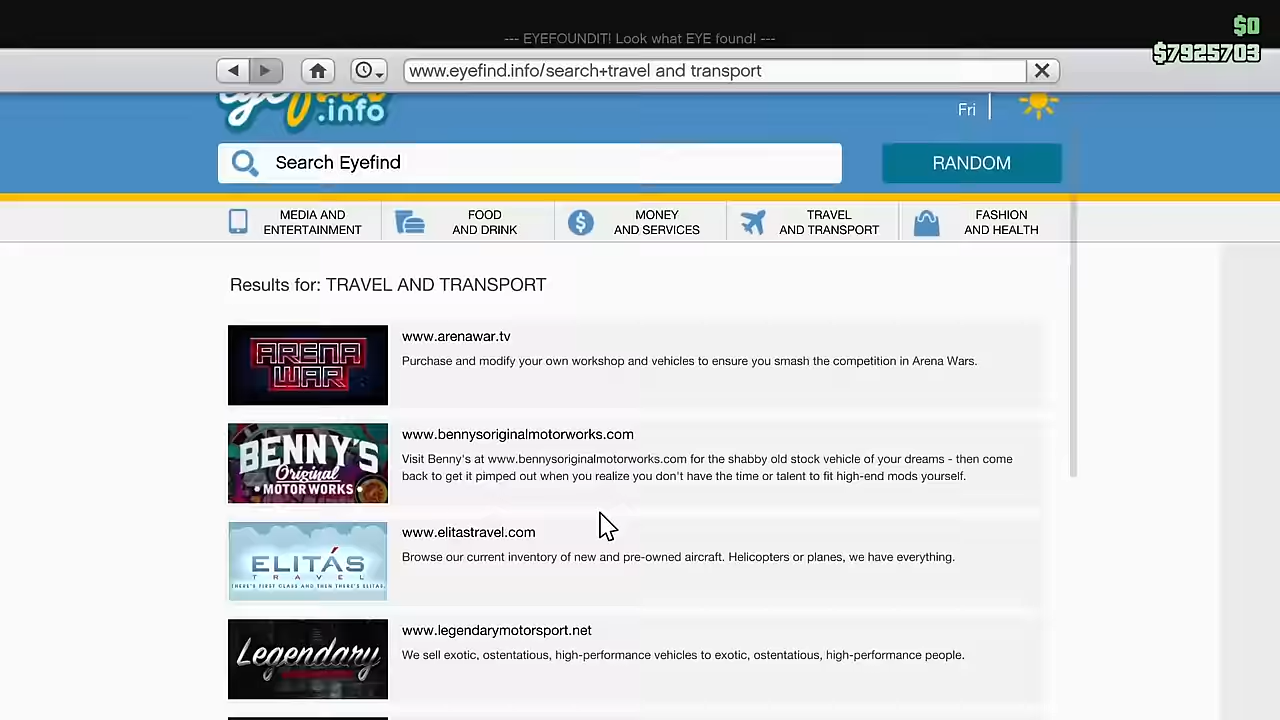 $0
--- EYEFOUNDIT! Look what EYE found! ---
$7925703
www.eyefind.info/search+travel and transport
eyefind
.info
Fri
Search Eyefind
RANDOM
MEDIA AND
ENTERTAINMENT
FOOD
AND DRINK
MONEY
AND SERVICES
TRAVEL
AND TRANSPORT
FASHION
AND HEALTH
Results for: TRAVEL AND TRANSPORT
ARENA
WAR
www.arenawar.tv
Purchase and modify your own workshop and vehicles to ensure you smash the competition in Arena Wars.
BENNY'S
Original
MOTOR WORKS
www.bennysoriginalmotorworks.com
Visit Benny's at www.bennysoriginalmotorworks.com for the shabby old stock vehicle of your dreams - then come
back to get it pimped out when you realize you don't have the time or talent to fit high-end mods yourself.
ELITÁS
TRAVEL
THERE'S FIRST CLASS AND THEN THERE'S ELITAS.
www.elitastravel.com
Browse our current inventory of new and pre-owned aircraft. Helicopters or planes, we have everything.
Legendary
www.legendarymotorsport.net
We sell exotic, ostentatious, high-performance vehicles to exotic, ostentatious, high-performance people.